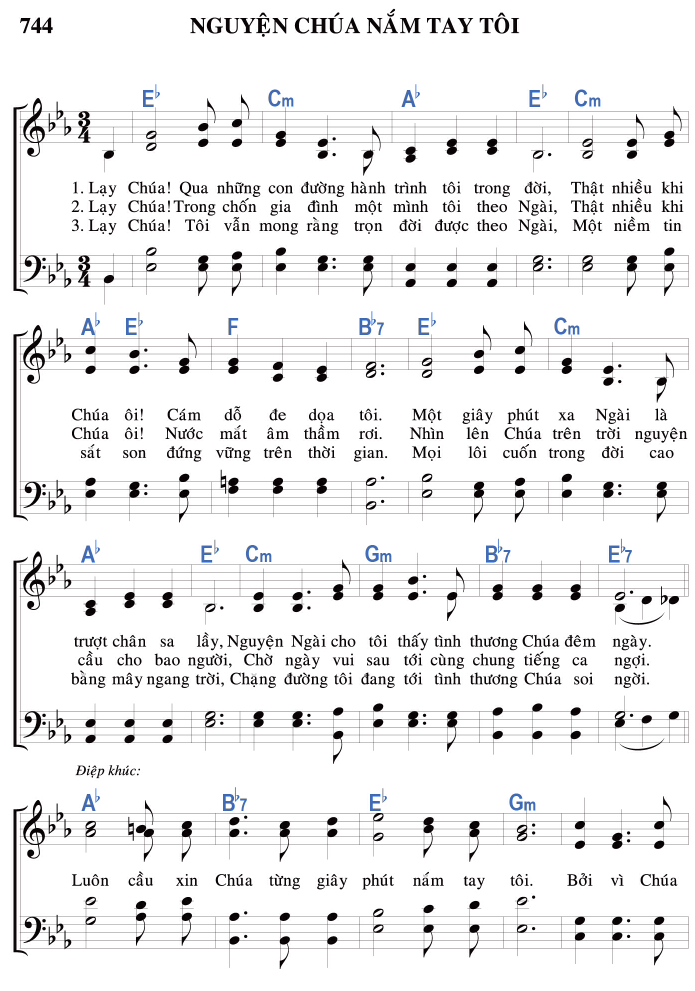 744 NGUYỆN CHÚA NẮM TAY TÔI
E♭ Cm A♭ E♭ Cm
1. Lạy Chúa! Qua những con đường hành trình tôi trong đời, Thật nhiều khi
2. Lạy Chúa! Trong chốn gia đình một mình tôi theo Ngài, Thật nhiều khi
3. Lạy Chúa! Tôi vẫn mong rằng trọn đời được theo Ngài, Một niềm tin
A♭ E♭ F B♭7 E♭ Cm
Chúa ôi! Cám dỗ đe dọa tôi. Một giây phút xa Ngài là
Chúa ôi! Nước mắt âm thầm rơi. Nhìn lên Chúa trên trời nguyện
sắt son đứng vững trên thời gian. Mọi lôi cuốn trong đời cao
A♭ E♭ Cm Gm B♭7 E♭7
trượt chân sa lầy, Nguyện Ngài cho tôi thấy tình thương Chúa đêm ngày.
cầu cho bao người, Chờ ngày vui sau tới cùng chung tiếng ca ngợi.
bằng mây ngang trời, Chạng đường tôi đang tới tình thương Chúa soi ngời.
Điệp khúc:
A♭ B♭7 E♭ Gm
Luôn cầu xin Chúa từng giây phút nắm tay tôi. Bởi vì Chúa